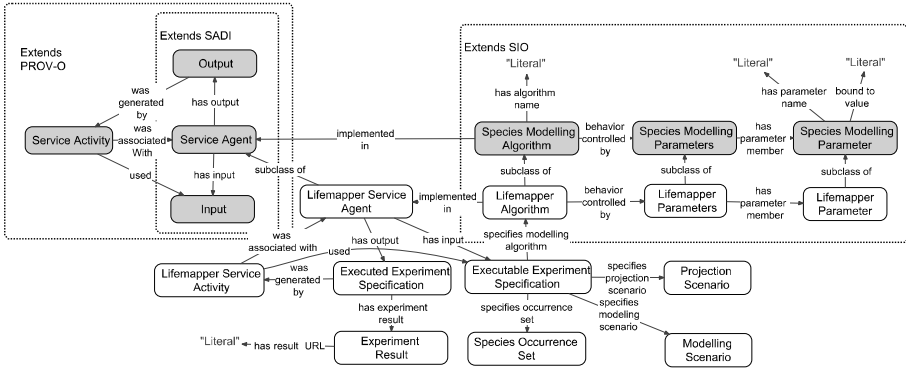 Extends
PROV-O
Extends SADI
Output
was
generated
by
has output
Service Activity
was
associated
With
Service Agent
used
has input
Input
subclass of
implemented
in
Extends SIO
"Literal"
"Literal"
"Literal"
has algorithm
name
has parameter
name
bound to
value
Species Modelling
Algorithm
behavior
controlled
by
Species Modelling
Parameters
has
parameter
member
Species Modelling
Parameter
subclass of
subclass of
subclass of
Lifemapper Service
Agent
implemented
in
Lifemapper
Algorithm
behavior
controlled
by
Lifemapper
Parameters
has
parameter
member
Lifemapper
Parameter
was
associated with
used
has output
has input
specifies modelling
algorithm
Lifemapper Service
Activity
was
generated
by
Executed Experiment
Specification
Executable Experiment
Specification
specifies
projection
scenario
Projection
Scenario
specifies
modeling
scenario
has experiment
result
specifies occurrence
set
"Literal"
has result URL
Experiment
Result
Species Occurrence
Set
Modelling
Scenario